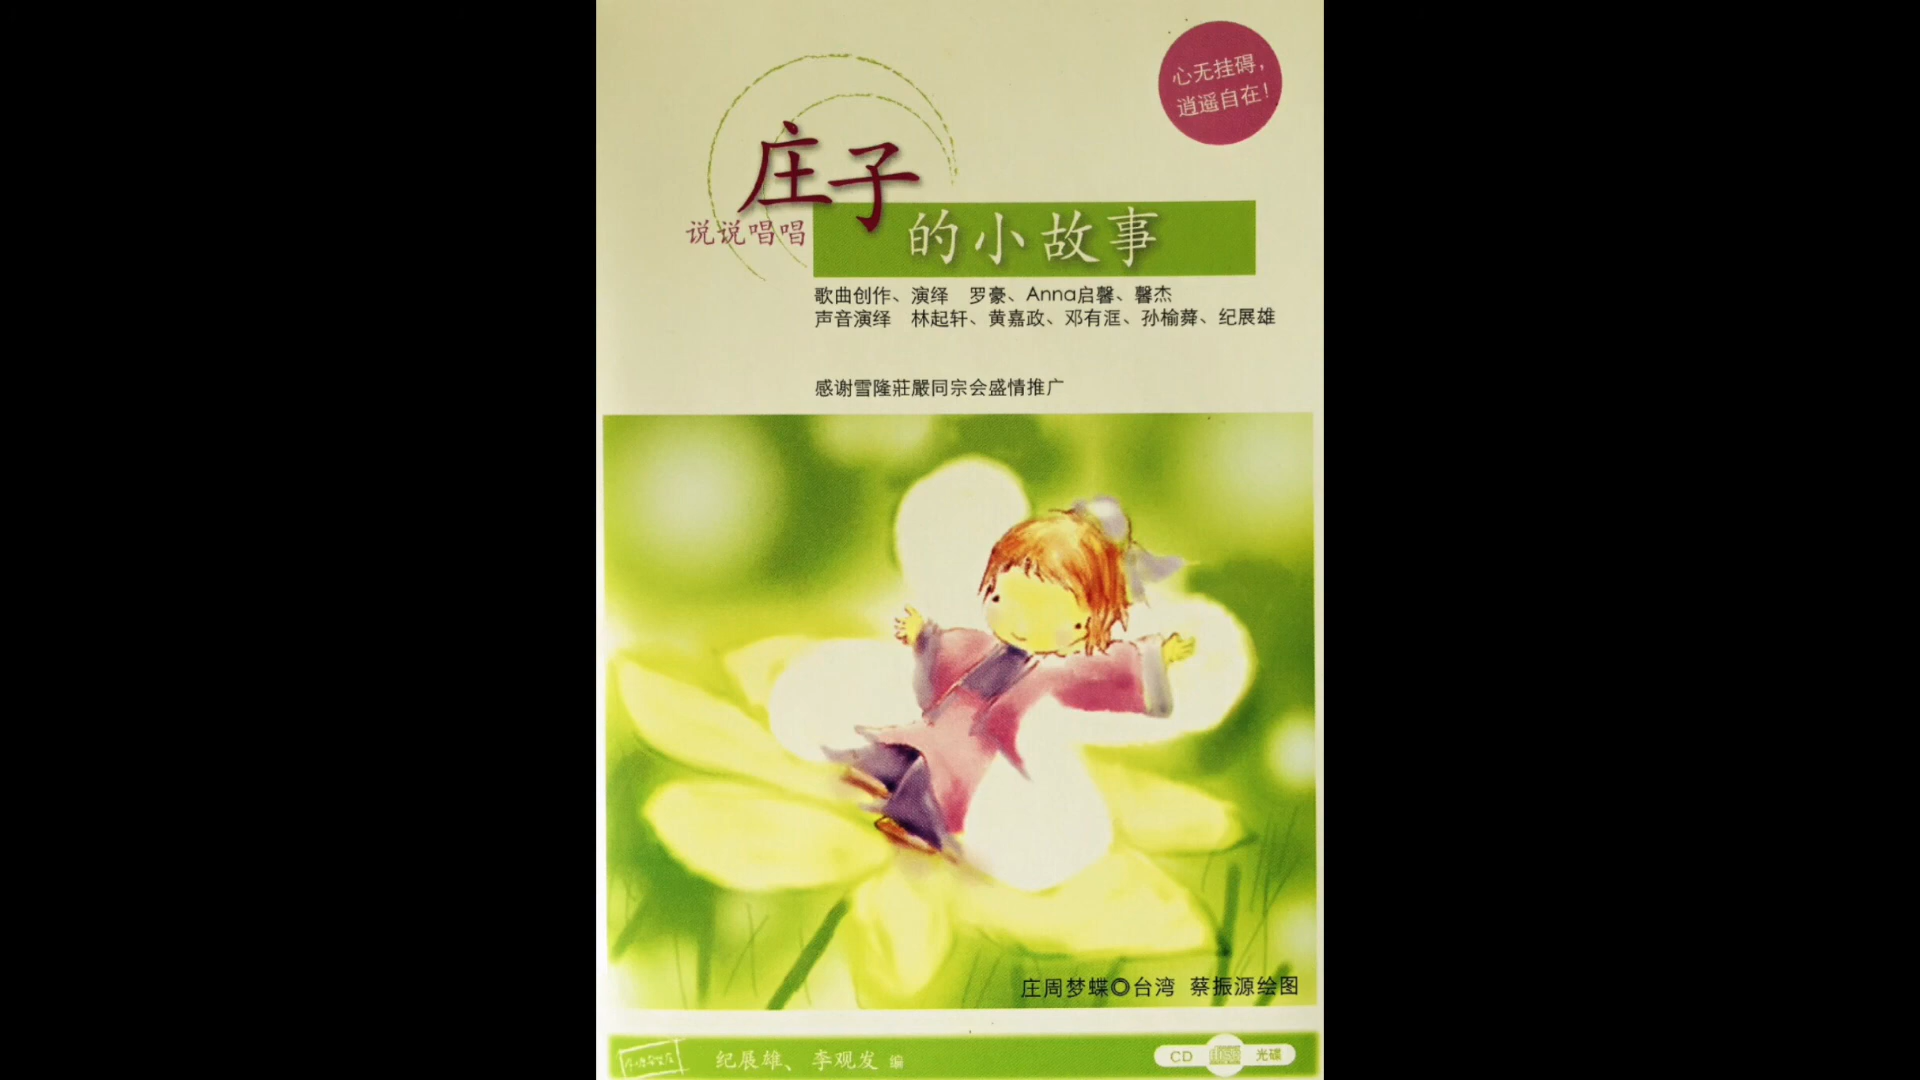 心无挂碍，
逍遥自在！
庄子
说说唱唱
的小故事
歌曲创作、演绎 罗豪、Anna启馨、馨杰
声音演绎 林起轩、黄嘉政、邓有洭、孙榆蕣、纪展雄
感谢雪隆莊嚴同宗会盛情推广
庄周梦蝶◎台湾 蔡振源绘图
纪展雄、李观发 编
CD 光碟